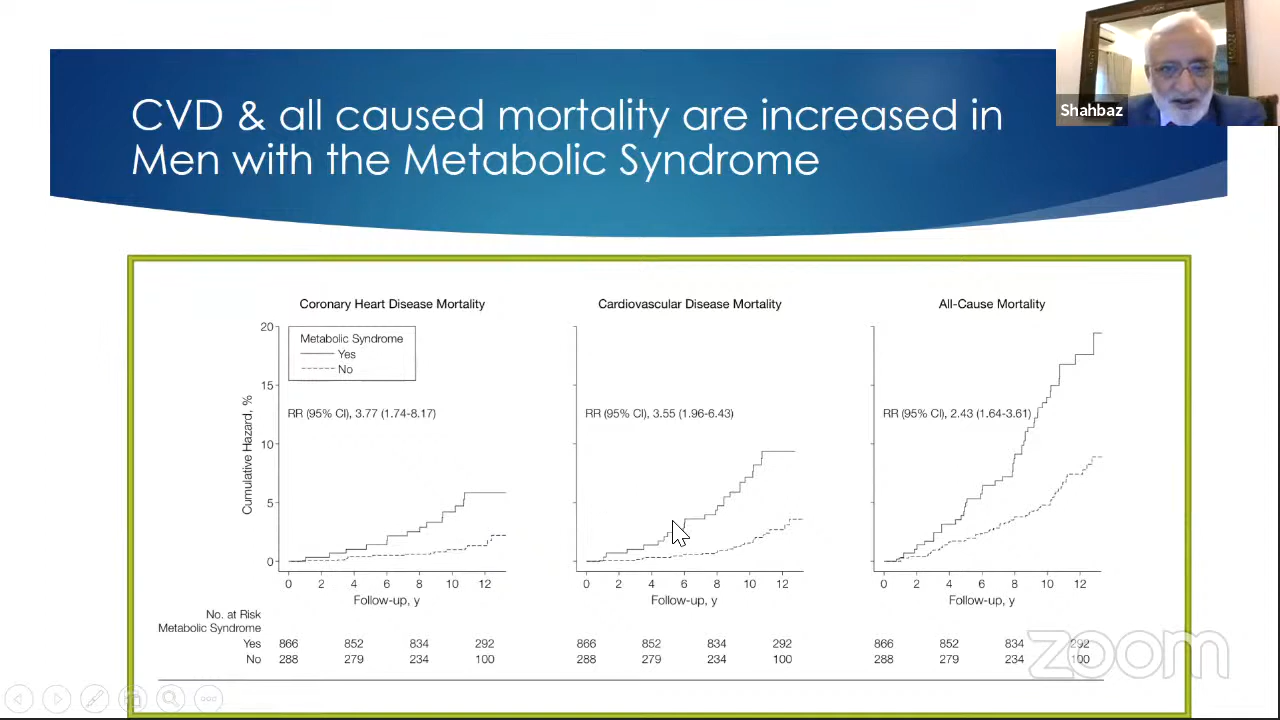 CVD & all caused mortality are increased in
Men with the Metabolic Syndrome
Shahbaz
Coronary Heart Disease Mortality
Cardiovascular Disease Mortality
All-Cause Mortality
Metabolic Syndrome
Yes
No
RR (95% CI), 3.77 (1.74-8.17)
RR (95% CI), 3.55 (1.96-6.43)
RR (95% CI), 2.43 (1.64-3.61)
Cumulative Hazard, %
20
15
10
5
0
0 2 4 6 8 10 12
0 2 4 6 8 10 12
0 2 4 6 8 10 12
Follow-up, y
Follow-up, y
Follow-up, y
No. at Risk
Metabolic Syndrome
Yes 866 852 834 292 866 852 834 292 866 852 834 292
No 288 279 234 100 288 279 234 100 288 279 234 100
zoom